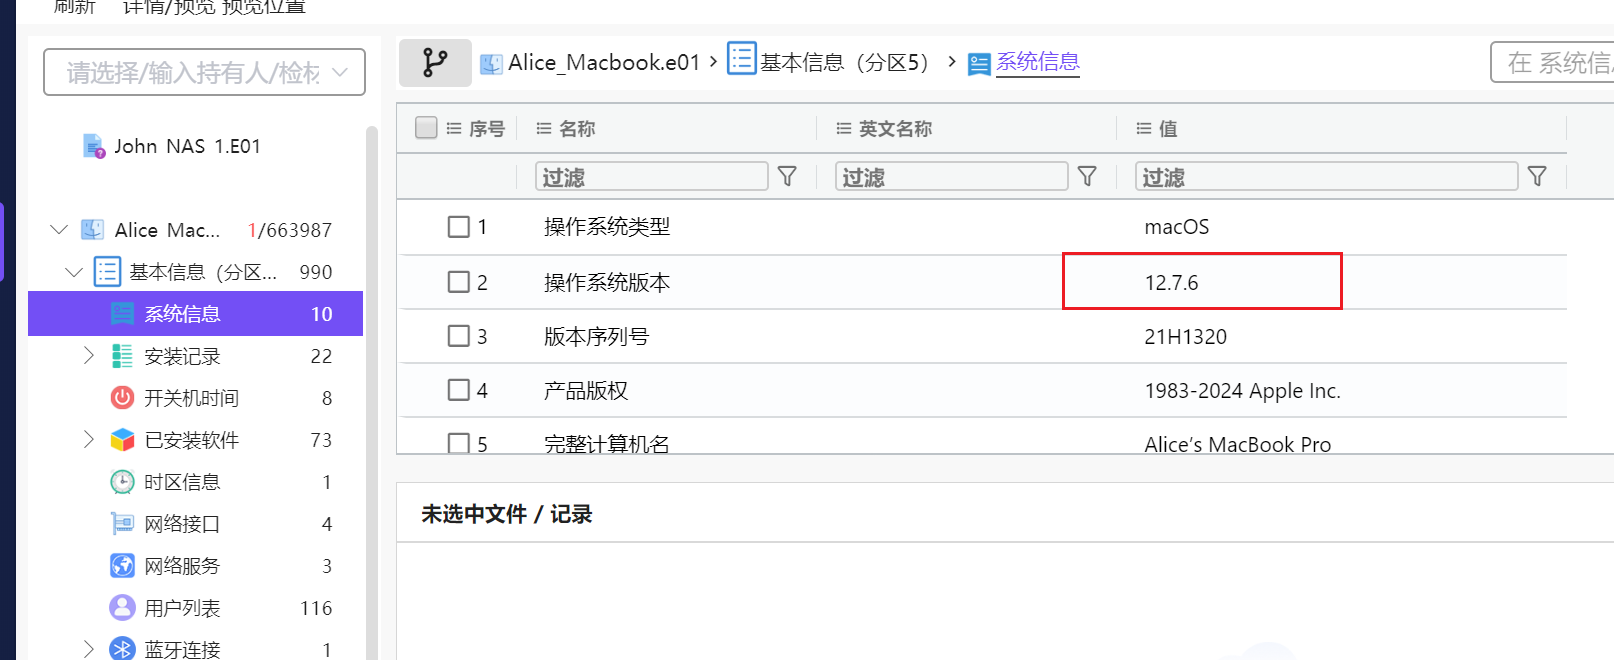 刷新 详情/预览 预览位置
请选择/输入持有人/检材
John NAS 1.E01
Alice Mac... 1/663987
基本信息（分区... 990
系统信息 10
安装记录 22
开关机时间 8
已安装软件 73
时区信息 1
网络接口 4
网络服务 3
用户列表 116
蓝牙连接 1
Alice_Macbook.e01 › 基本信息（分区5） › 系统信息
在 系统信息
序号 名称 英文名称 值
过滤 过滤 过滤
1 操作系统类型 macOS
2 操作系统版本 12.7.6
3 版本序列号 21H1320
4 产品版权 1983-2024 Apple Inc.
5 完整计算机名 Alice’s MacBook Pro
未选中文件 / 记录